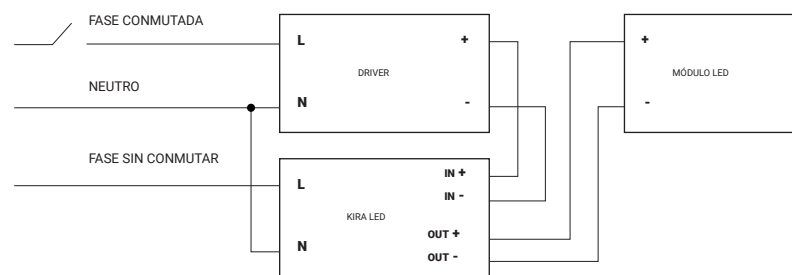 FASE CONMUTADA
L
+
+
DRIVER
MÓDULO LED
NEUTRO
N
-
-
FASE SIN CONMUTAR
IN +
L
IN -
KIRA LED
OUT +
N
OUT -